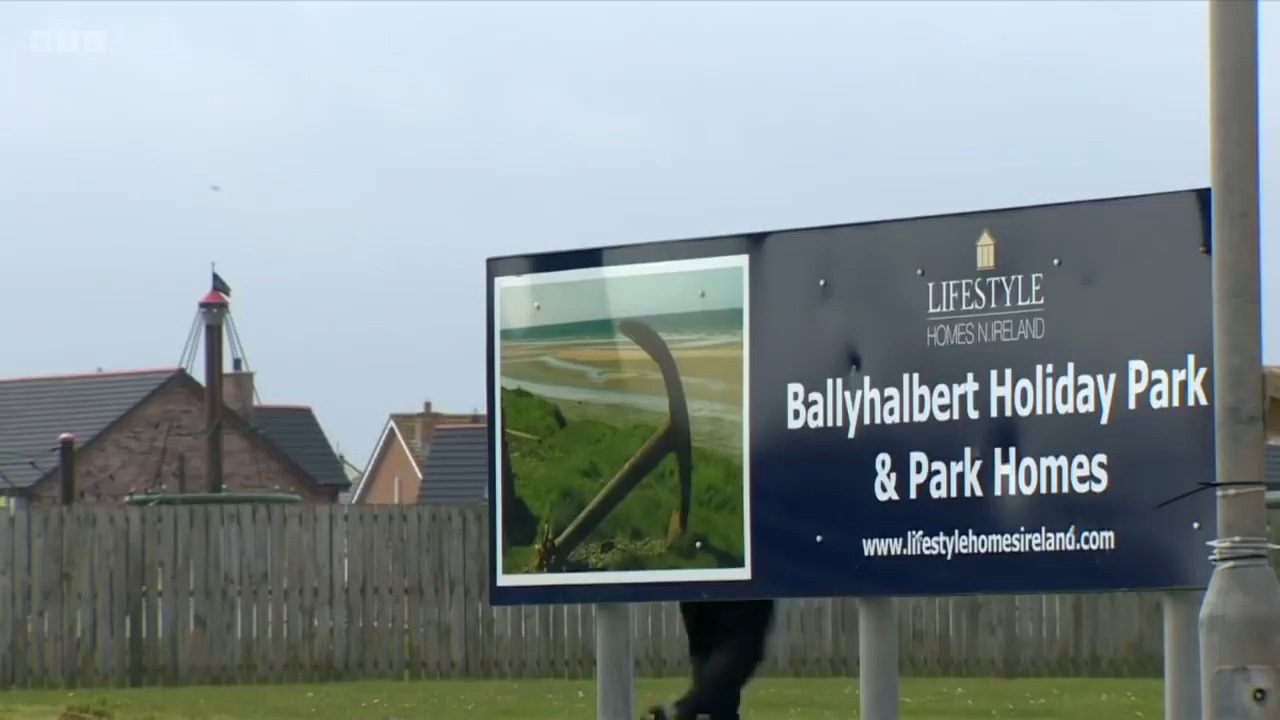 BBC
LIFESTYLE
HOMES N.IRELAND
Ballyhalbert Holiday Park
& Park Homes
www.lifestylehomesireland.com